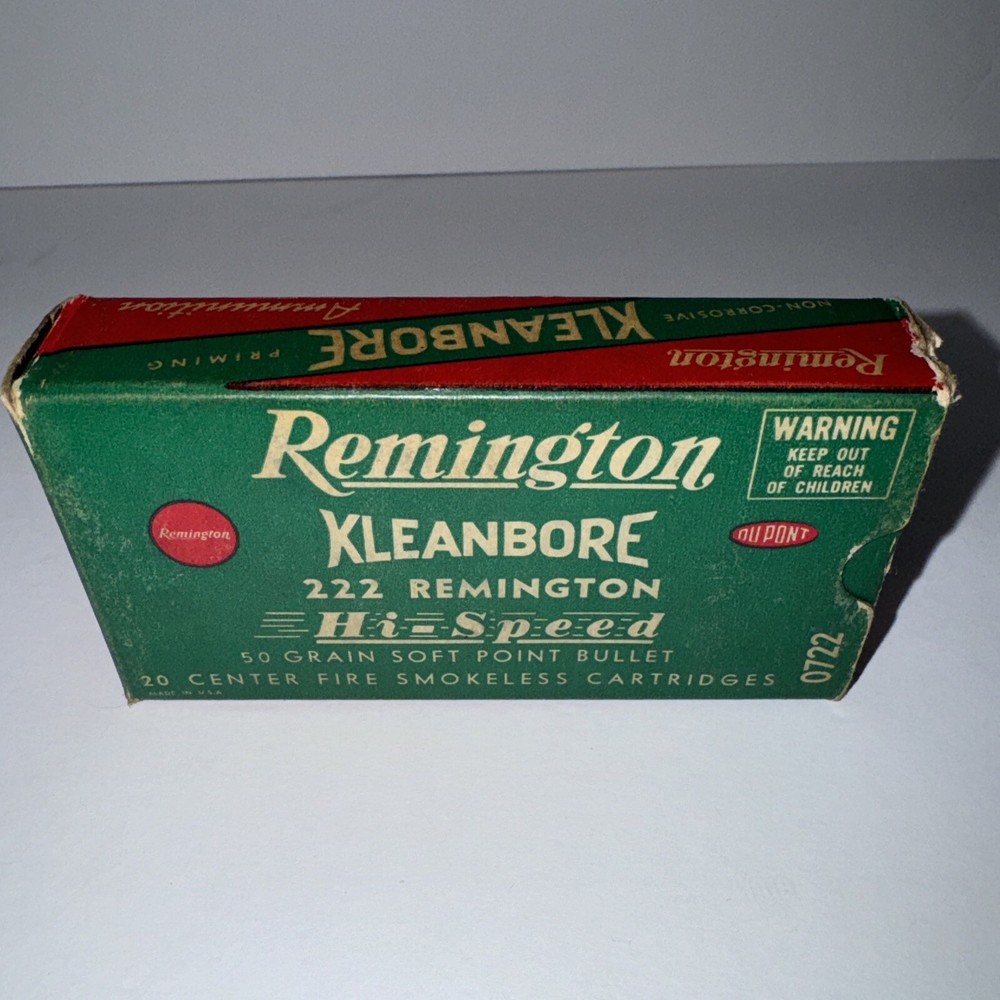 Ammunition
NON-CORROSIVE
KLEANBORE
PRIMING
Remington
Remington
WARNING
KEEP OUT
OF REACH
OF CHILDREN
Remington
KLEANBORE
DU PONT
222 REMINGTON
Hi-Speed
50 GRAIN SOFT POINT BULLET
20 CENTER FIRE SMOKELESS CARTRIDGES
0722
MADE IN U.S.A.